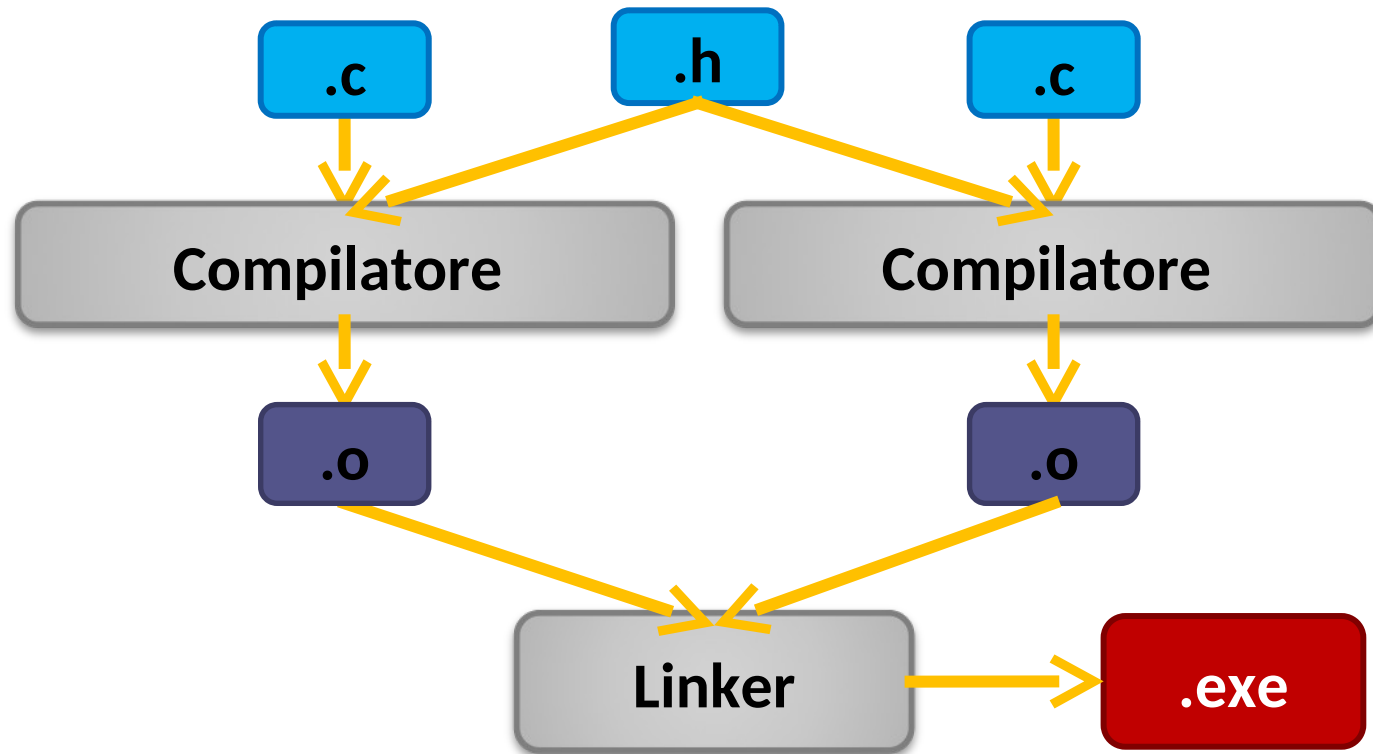 .c
.h
.c
Compilatore
Compilatore
.o
.o
Linker
.exe